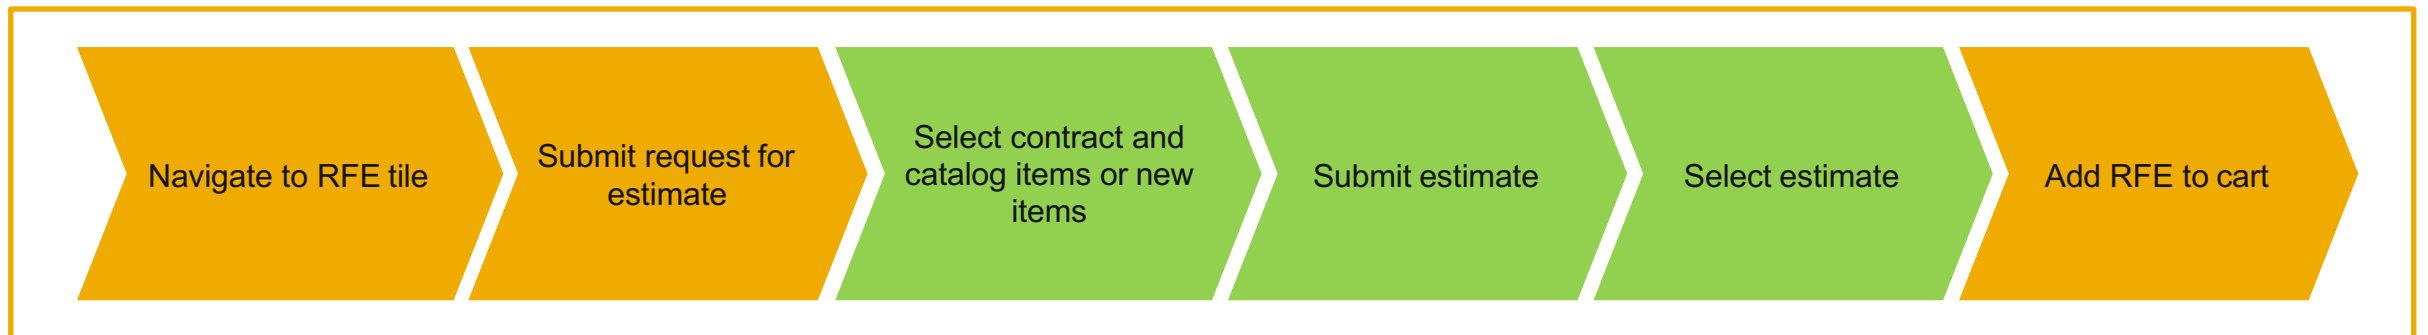 Navigate to RFE tile
Submit request for
estimate
Select contract and
catalog items or new
items
Submit estimate
Select estimate
Add RFE to cart